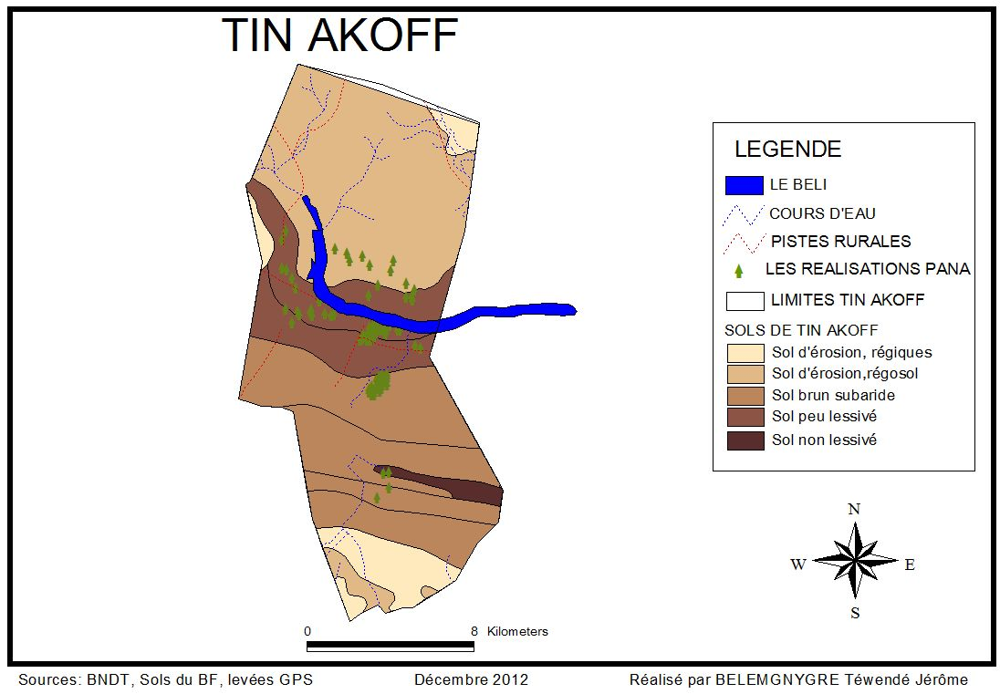 TIN AKOFF
LEGENDE
LE BELI
COURS D'EAU
PISTES RURALES
LES REALISATIONS PANA
LIMITES TIN AKOFF
SOLS DE TIN AKOFF
Sol d'érosion, régiques
Sol d'érosion,régosol
Sol brun subaride
Sol peu lessivé
Sol non lessivé
N
W E
S
0 8 Kilometers
Sources: BNDT, Sols du BF, levées GPS Décembre 2012 Réalisé par BELEMGNYGRE Téwendé Jérôme